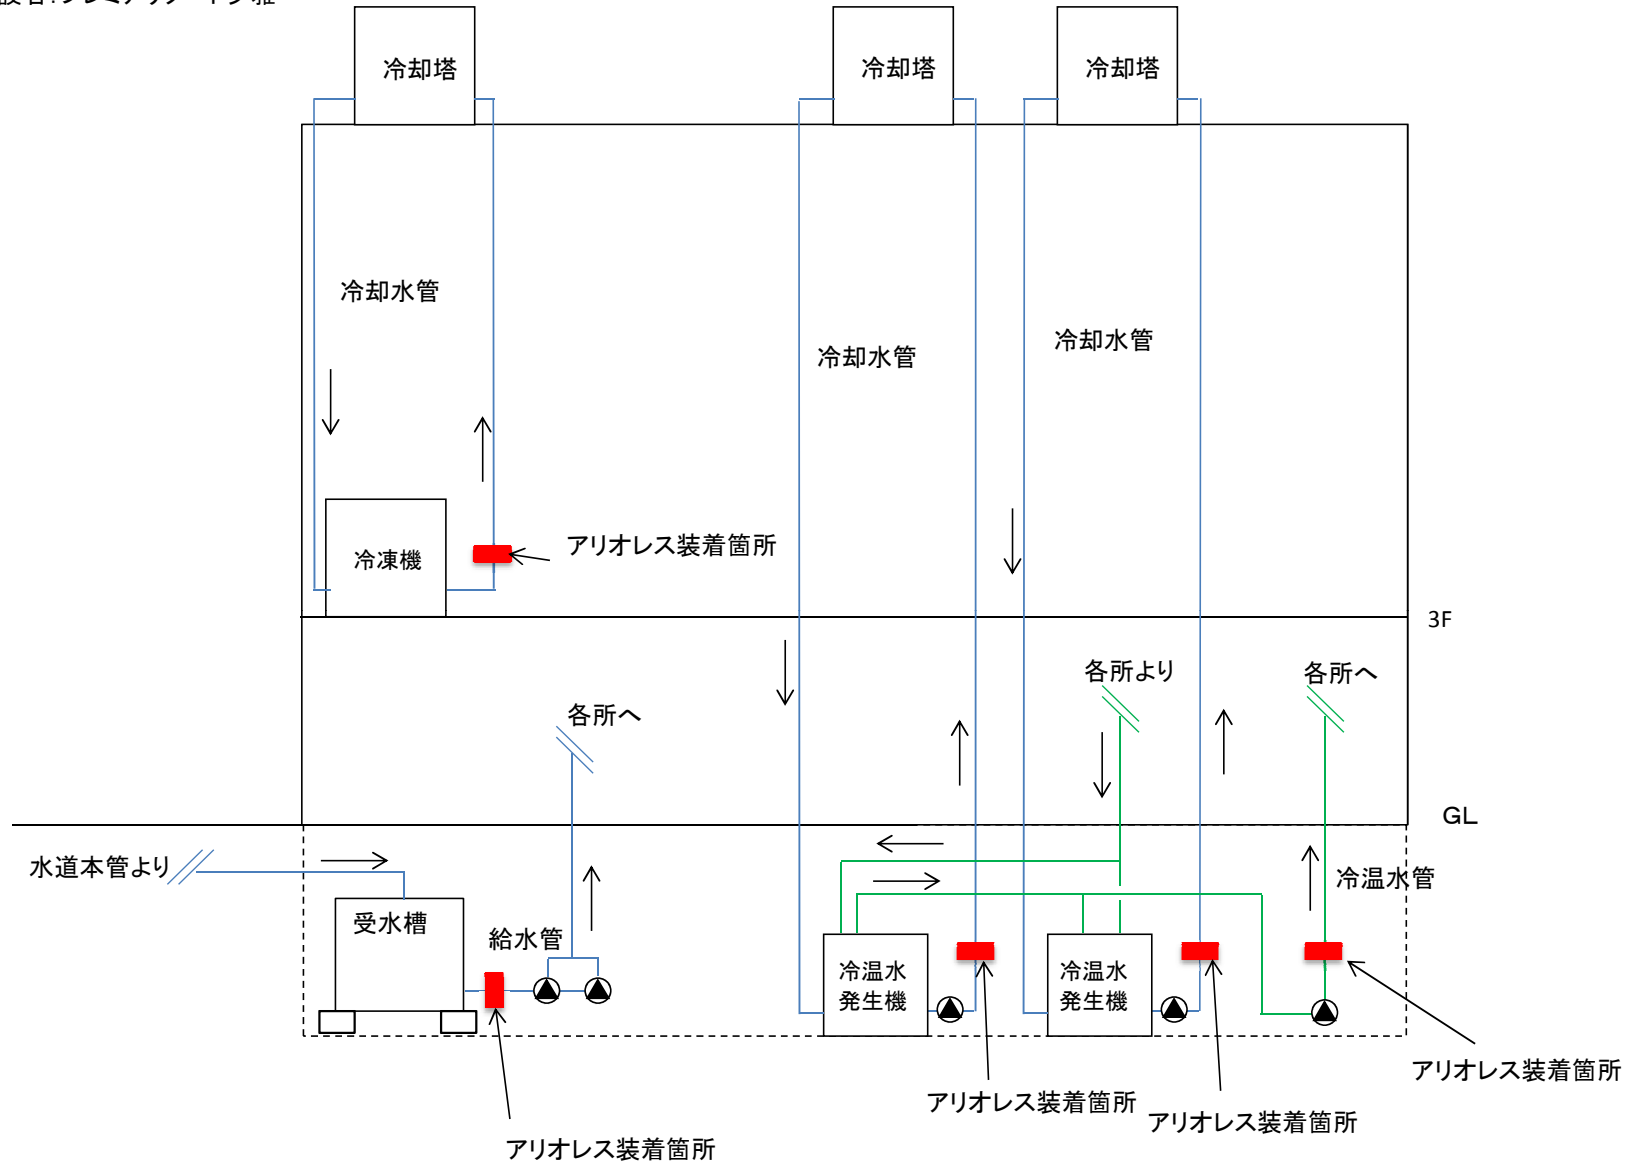 冷却塔
冷却塔
冷却塔
冷却水管
冷却水管
冷却水管
アリオレス装着箇所
冷凍機
3F
各所より
各所へ
各所へ
GL
水道本管より
冷温水管
受水槽
給水管
冷温水
発生機
冷温水
発生機
アリオレス装着箇所
アリオレス装着箇所
アリオレス装着箇所
アリオレス装着箇所